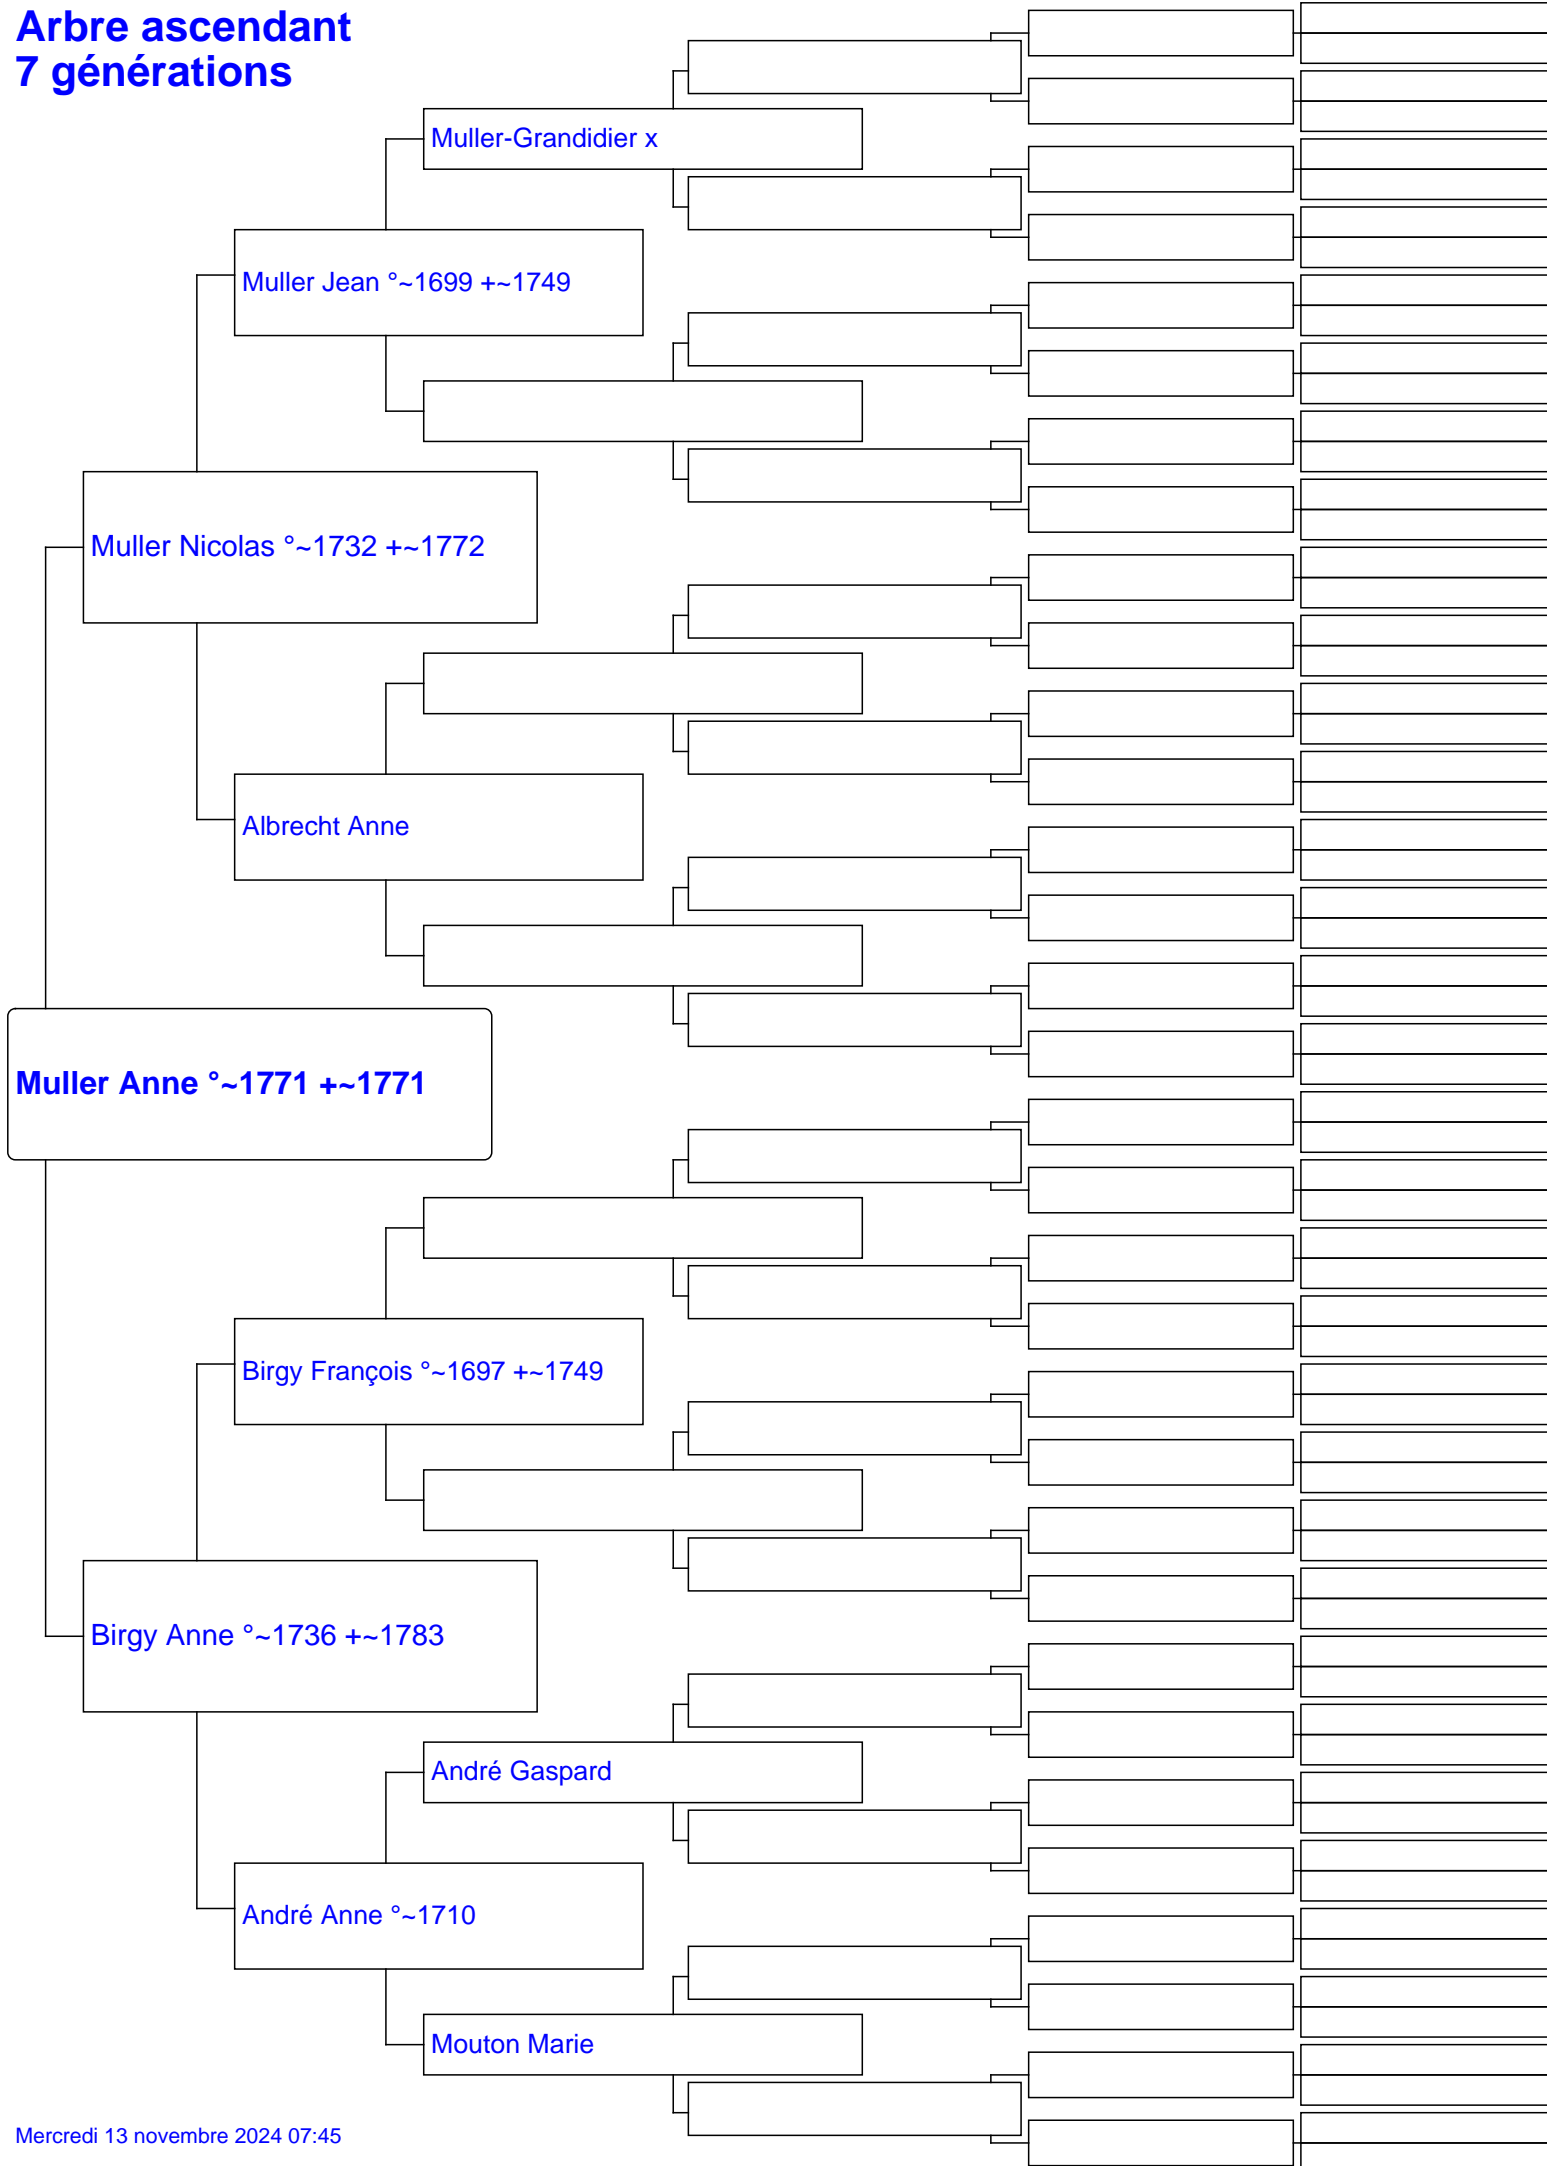 Arbre ascendant
7 générations
Muller-Grandidier x
Muller Jean °~1699 +~1749
Muller Nicolas °~1732 +~1772
Albrecht Anne
Muller Anne °~1771 +~1771
Birgy François °~1697 +~1749
Birgy Anne °~1736 +~1783
André Gaspard
André Anne °~1710
Mouton Marie
Mercredi 13 novembre 2024 07:45